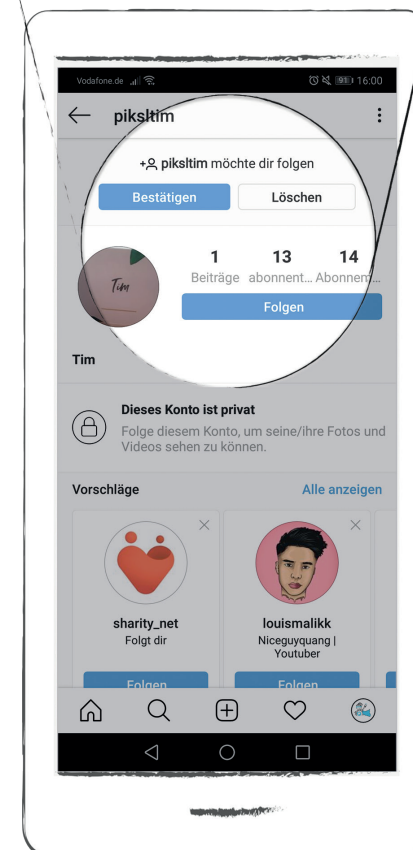 Vodafone.de 91 16:00
piksltim
piksltim möchte dir folgen
Bestätigen Löschen
1 13 14
Beiträge abonnent... Abonnem...
Tim
Folgen
Tim
Dieses Konto ist privat
Folge diesem Konto, um seine/ihre Fotos und
Videos sehen zu können.
Vorschläge Alle anzeigen
sharity_net louismalikk
Folgt dir Niceguyquang |
Youtuber
Folgen Folgen